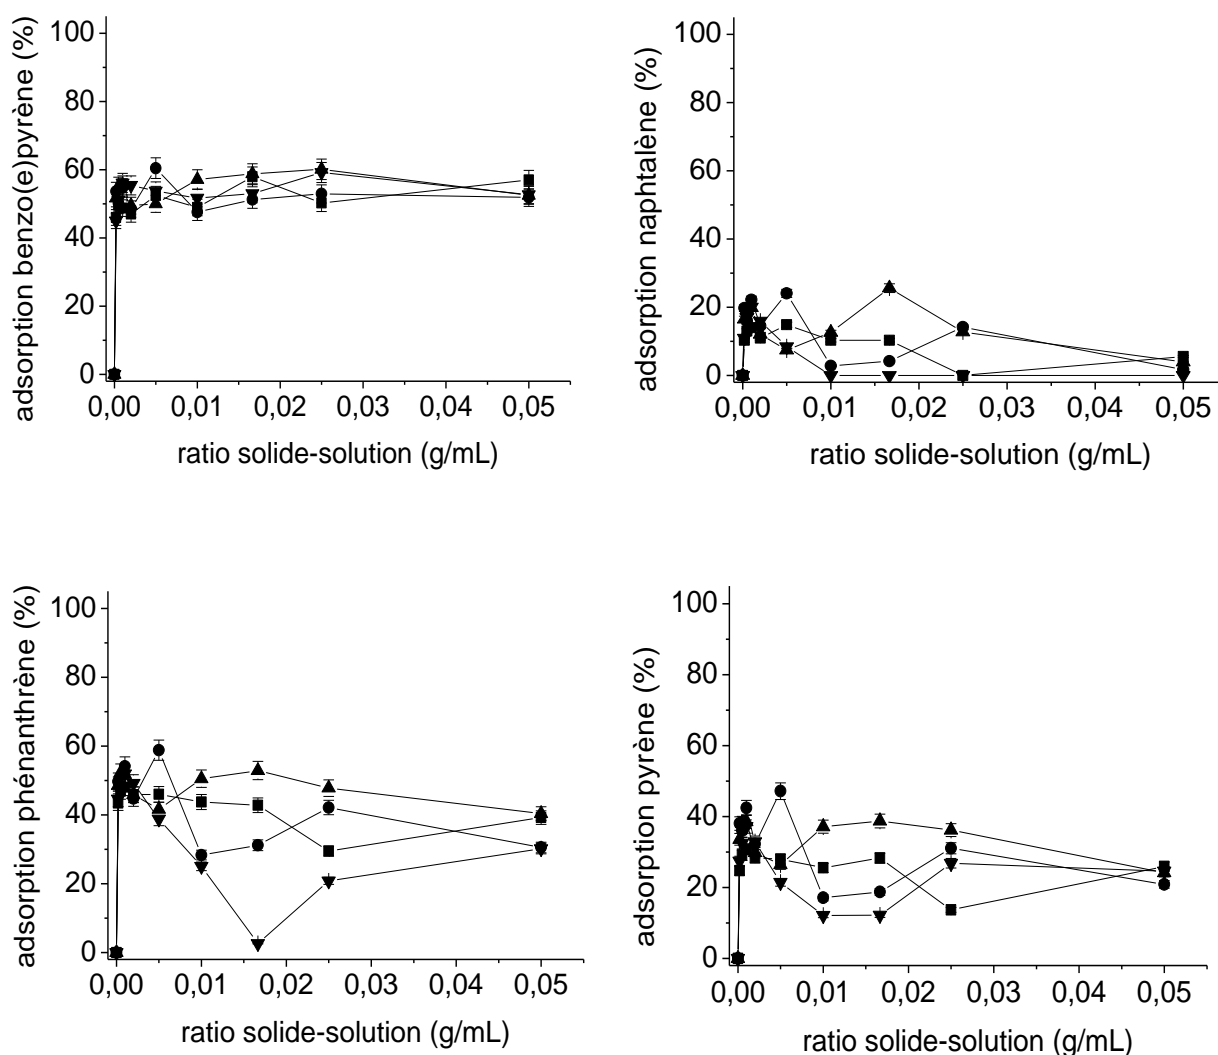 adsorption benzo(e)pyrène (%)
100
80
60
40
20
0
0,00 0,01 0,02 0,03 0,04 0,05
ratio solide-solution (g/mL)
adsorption naphtalène (%)
100
80
60
40
20
0
0,00 0,01 0,02 0,03 0,04 0,05
ratio solide-solution (g/mL)
adsorption phénanthrène (%)
100
80
60
40
20
0
0,00 0,01 0,02 0,03 0,04 0,05
ratio solide-solution (g/mL)
adsorption pyrène (%)
100
80
60
40
20
0
0,00 0,01 0,02 0,03 0,04 0,05
ratio solide-solution (g/mL)